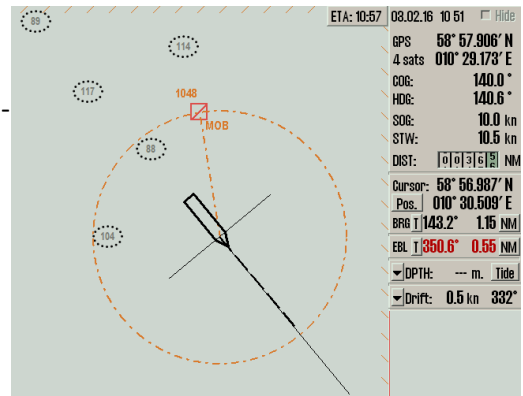 89
114
117
1048
MOB
88
104
ETA: 10:57
03.02.16 10 51 Hide
GPS 58° 57.906′ N
4 sats 010° 29.173′ E
COG: 140.0°
HDG: 140.6°
SOG: 10.0 kn
STW: 10.5 kn
DIST: 0 0 3 6 NM
Cursor: 58° 56.987′ N
Pos. 010° 30.509′ E
BRG T 143.2° 1.15 NM
EBL T 350.6° 0.55 NM
DPTH: --- m. Tide
Drift: 0.5 kn 332°